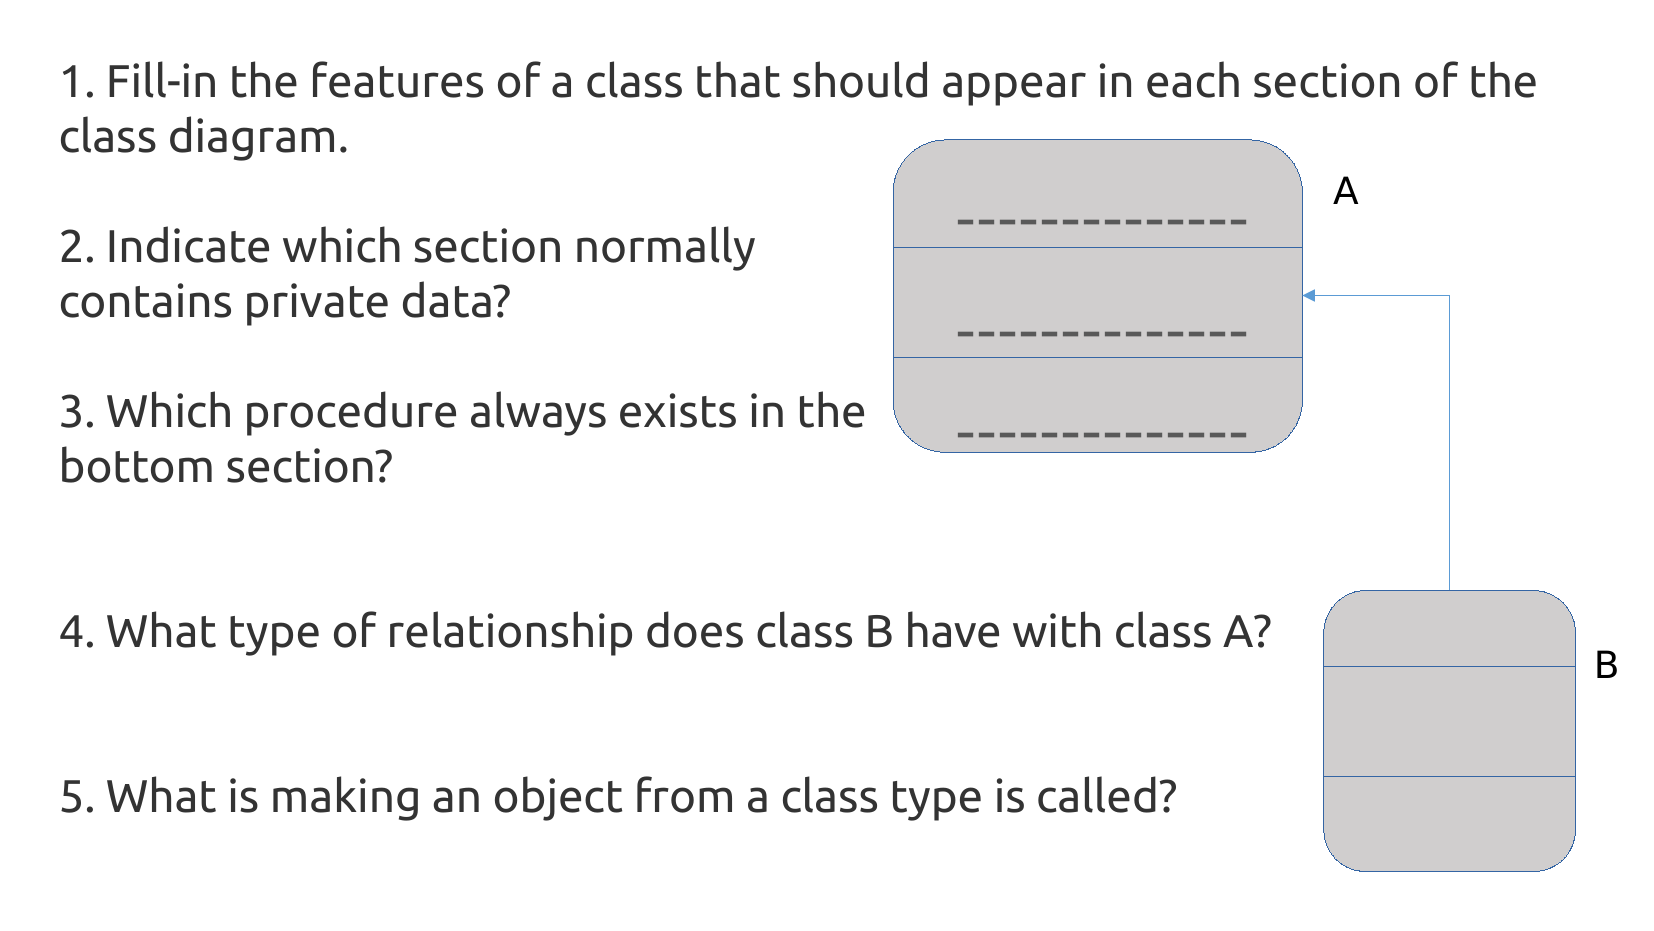 1. Fill-in the features of a class that should appear in each section of the
class diagram.
A
2. Indicate which section normally
contains private data?
3. Which procedure always exists in the
bottom section?
4. What type of relationship does class B have with class A?
B
5. What is making an object from a class type is called?